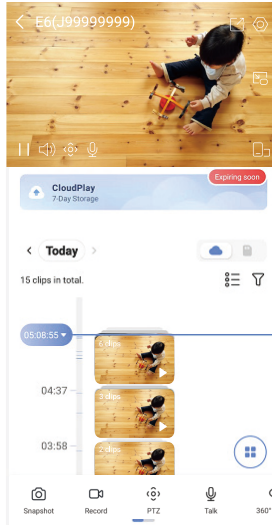 E6(J99999999)
CloudPlay
7-Day Storage
Expiring soon
Today
15 clips in total.
05:08:55
6 clips
04:37
3 clips
03:58
2 clips
Snapshot
Record
PTZ
Talk
360°